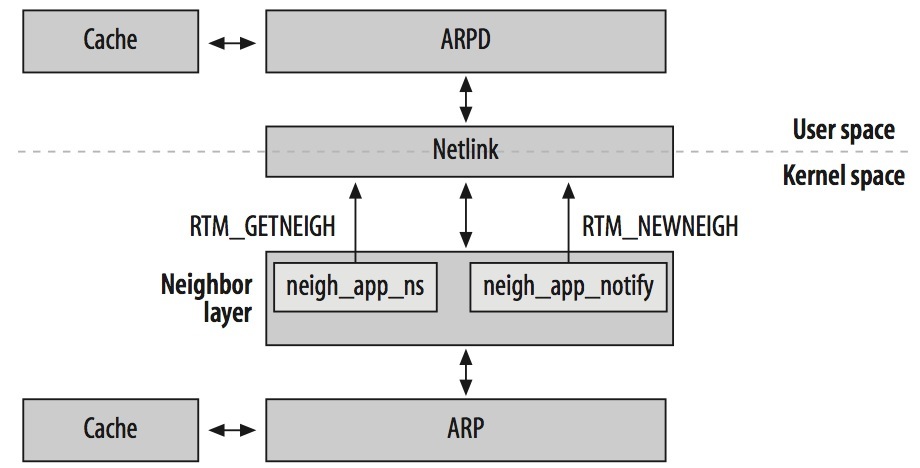 Cache
ARPD
User space
Netlink
Kernel space
RTM_GETNEIGH
RTM_NEWNEIGH
Neighbor
layer
neigh_app_ns
neigh_app_notify
Cache
ARP